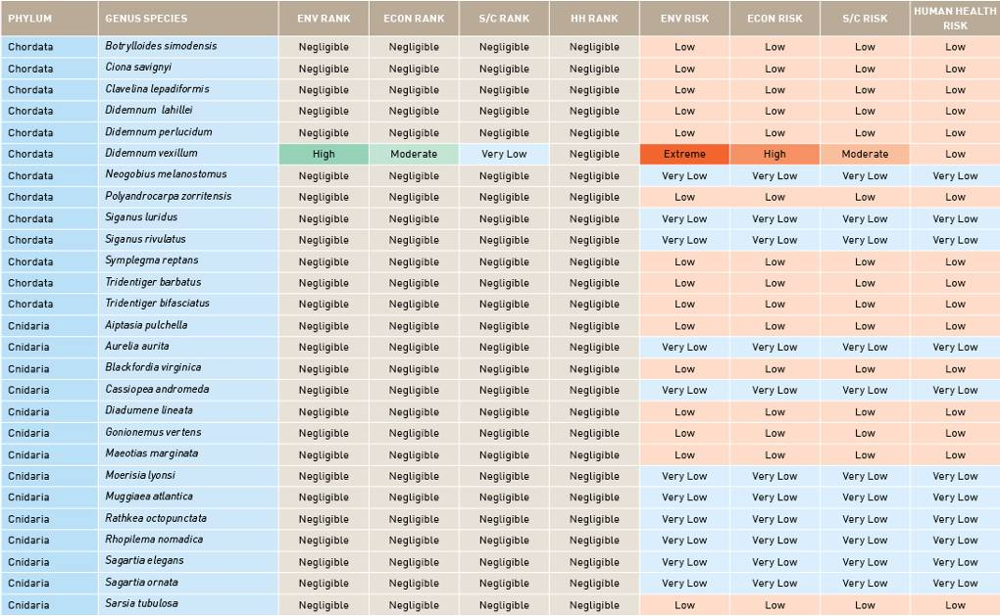 PHYLUM GENUS SPECIES ENV RANK ECON RANK S/C RANK HH RANK ENV RISK ECON RISK S/C RISK HUMAN HEALTH RISK
Chordata Botrylloides simodensis Negligible Negligible Negligible Negligible Low Low Low Low
Chordata Ciona savignyi Negligible Negligible Negligible Negligible Low Low Low Low
Chordata Clavelina lepadiformis Negligible Negligible Negligible Negligible Low Low Low Low
Chordata Didemnum lahillei Negligible Negligible Negligible Negligible Low Low Low Low
Chordata Didemnum perlucidum Negligible Negligible Negligible Negligible Low Low Low Low
Chordata Didemnum vexillum High Moderate Very Low Negligible Extreme High Moderate Low
Chordata Neogobius melanostomus Negligible Negligible Negligible Negligible Very Low Very Low Very Low Very Low
Chordata Polyandrocarpa zorritensis Negligible Negligible Negligible Negligible Low Low Low Low
Chordata Siganus luridus Negligible Negligible Negligible Negligible Very Low Very Low Very Low Very Low
Chordata Siganus rivulatus Negligible Negligible Negligible Negligible Very Low Very Low Very Low Very Low
Chordata Symplegma reptans Negligible Negligible Negligible Negligible Low Low Low Low
Chordata Tridentiger barbatus Negligible Negligible Negligible Negligible Low Low Low Low
Chordata Tridentiger bifasciatus Negligible Negligible Negligible Negligible Low Low Low Low
Cnidaria Aiptasia pulchella Negligible Negligible Negligible Negligible Low Low Low Low
Cnidaria Aurelia aurita Negligible Negligible Negligible Negligible Very Low Very Low Very Low Very Low
Cnidaria Blackfordia virginica Negligible Negligible Negligible Negligible Low Low Low Low
Cnidaria Cassiopea andromeda Negligible Negligible Negligible Negligible Very Low Very Low Very Low Very Low
Cnidaria Diadumene lineata Negligible Negligible Negligible Negligible Low Low Low Low
Cnidaria Gonionemus vertens Negligible Negligible Negligible Negligible Low Low Low Low
Cnidaria Maeotias marginata Negligible Negligible Negligible Negligible Low Low Low Low
Cnidaria Moerisia lyonsi Negligible Negligible Negligible Negligible Very Low Very Low Very Low Very Low
Cnidaria Muggiaea atlantica Negligible Negligible Negligible Negligible Very Low Very Low Very Low Very Low
Cnidaria Rathkea octopunctata Negligible Negligible Negligible Negligible Very Low Very Low Very Low Very Low
Cnidaria Rhopilema nomadica Negligible Negligible Negligible Negligible Very Low Very Low Very Low Very Low
Cnidaria Sagartia elegans Negligible Negligible Negligible Negligible Very Low Very Low Very Low Very Low
Cnidaria Sagartia ornata Negligible Negligible Negligible Negligible Very Low Very Low Very Low Very Low
Cnidaria Sarsia tubulosa Negligible Negligible Negligible Negligible Low Low Low Low